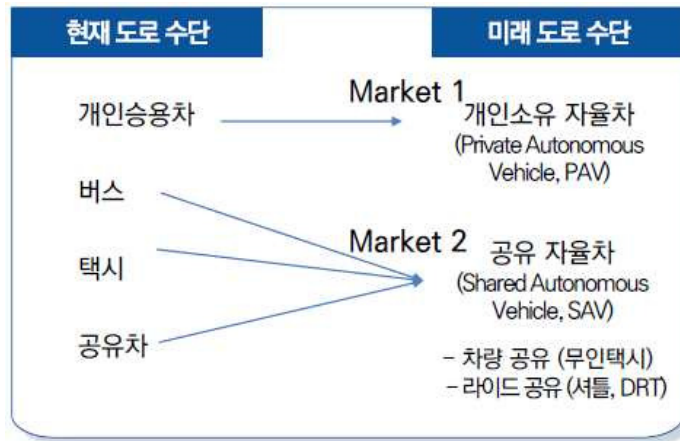 현재 도로 수단
미래 도로 수단
개인승용차
Market 1
개인소유 자율차
(Private Autonomous
Vehicle, PAV)
버스
택시
공유차
Market 2
공유 자율차
(Shared Autonomous
Vehicle, SAV)
- 차량 공유 (무인택시)
- 라이드 공유 (셔틀, DRT)